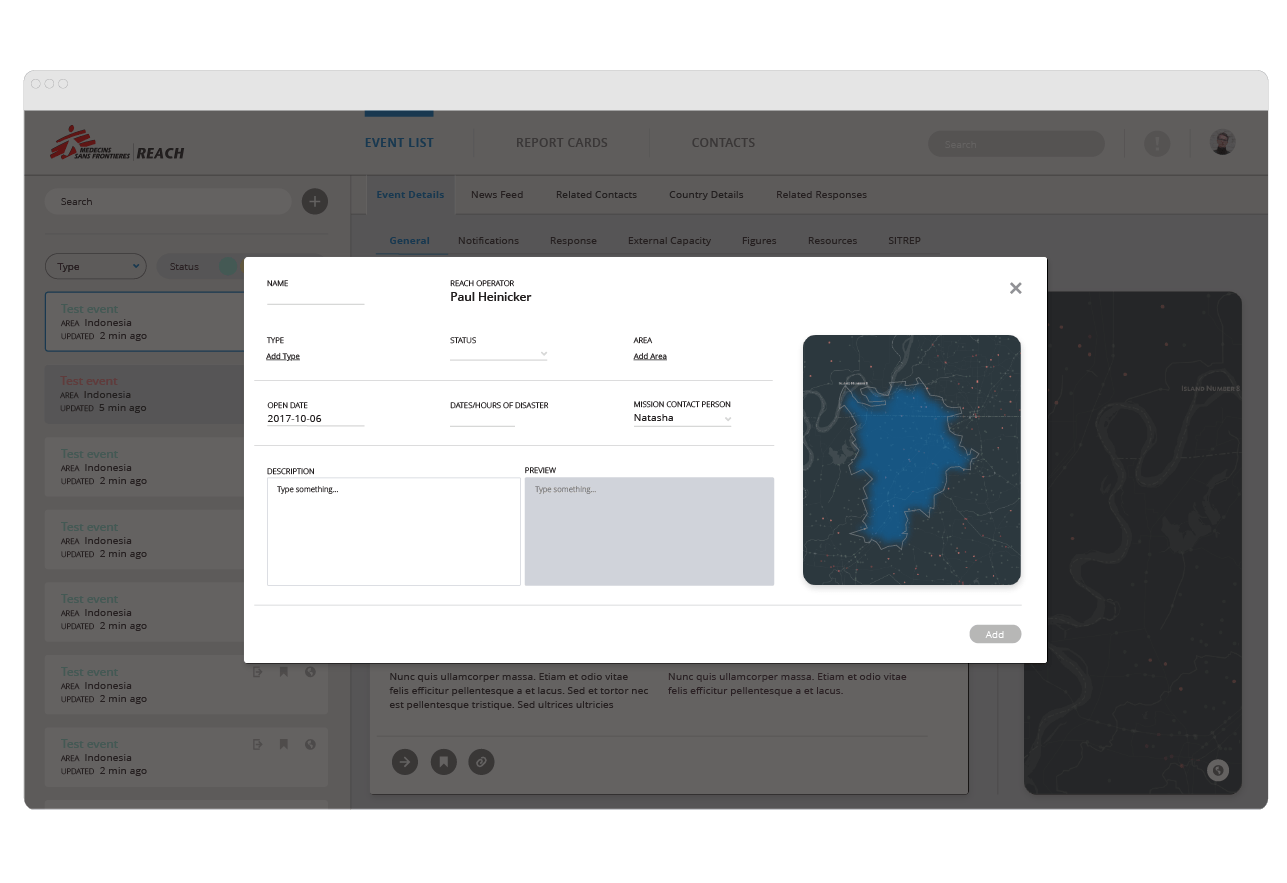 MEDECINS
SANS FRONTIERES
REACH
EVENT LIST
REPORT CARDS
CONTACTS
Search
!
Search
Event Details
News Feed
Related Contacts
Country Details
Related Responses
General
Notifications
Response
External Capacity
Figures
Resources
SITREP
Type
Status
Test event
AREA Indonesia
UPDATED 2 min ago
Test event
AREA Indonesia
UPDATED 5 min ago
Test event
AREA Indonesia
UPDATED 2 min ago
Test event
AREA Indonesia
UPDATED 2 min ago
Test event
AREA Indonesia
UPDATED 2 min ago
Test event
AREA Indonesia
UPDATED 2 min ago
Test event
AREA Indonesia
UPDATED 2 min ago
NAME
REACH OPERATOR
Paul Heinicker
TYPE
Add Type
STATUS
AREA
Add Area
OPEN DATE
2017-10-06
DATES/HOURS OF DISASTER
MISSION CONTACT PERSON
Natasha
DESCRIPTION
Type something...
PREVIEW
Type something...
ISLAND NUMBER 8
Add
Nunc quis ullamcorper massa. Etiam et odio vitae
felis efficitur pellentesque a et lacus. Sed et tortor nec
est pellentesque tristique. Sed ultrices ultricies
Nunc quis ullamcorper massa. Etiam et odio vitae
felis efficitur pellentesque a et lacus.
ISLAND NUMBER 8